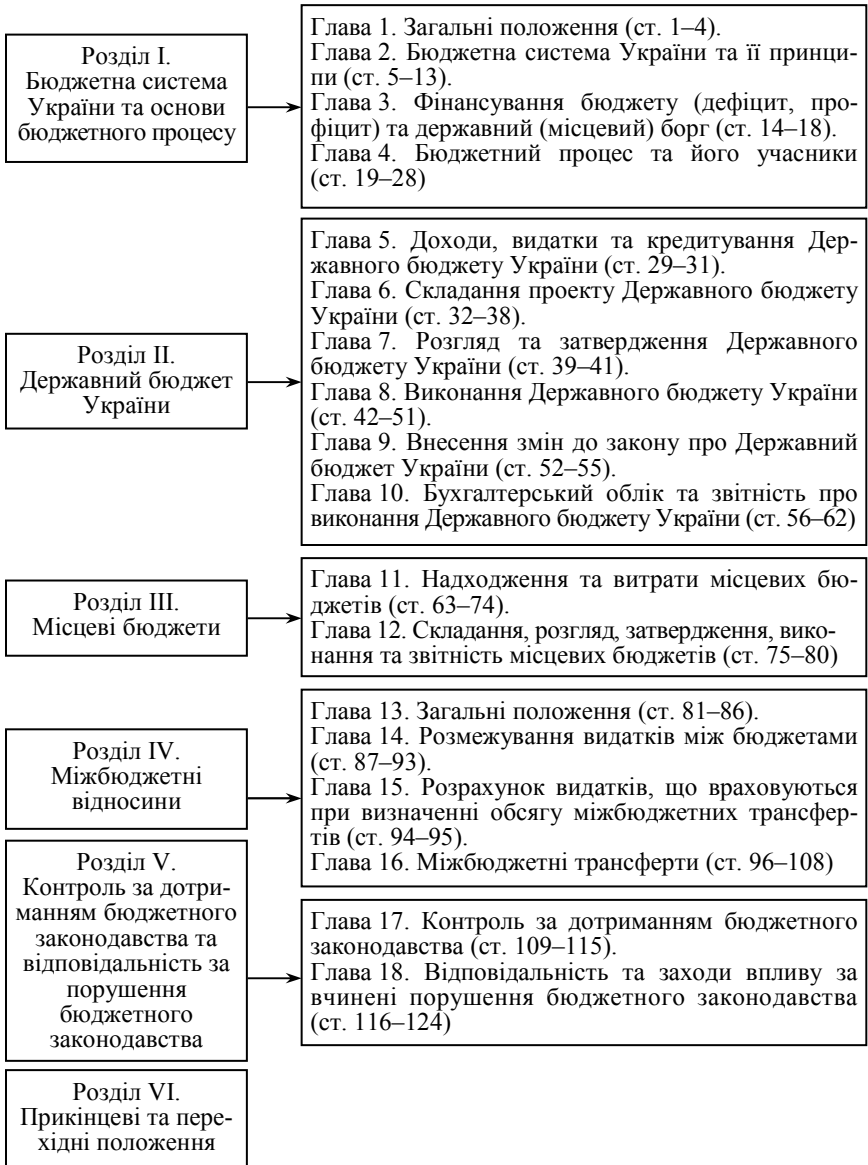 Розділ I.
Бюджетна система
України та основи
бюджетного процесу
Глава 1. Загальні положення (ст. 1–4).
Глава 2. Бюджетна система України та її принци-
пи (ст. 5–13).
Глава 3. Фінансування бюджету (дефіцит, про-
фіцит) та державний (місцевий) борг (ст. 14–18).
Глава 4. Бюджетний процес та його учасники
(ст. 19–28)
Розділ II.
Державний бюджет
України
Глава 5. Доходи, видатки та кредитування Дер-
жавного бюджету України (ст. 29–31).
Глава 6. Складання проекту Державного бюджету
України (ст. 32–38).
Глава 7. Розгляд та затвердження Державного
бюджету України (ст. 39–41).
Глава 8. Виконання Державного бюджету України
(ст. 42–51).
Глава 9. Внесення змін до закону про Державний
бюджет України (ст. 52–55).
Глава 10. Бухгалтерський облік та звітність про
виконання Державного бюджету України (ст. 56–62)
Розділ III.
Місцеві бюджети
Глава 11. Надходження та витрати місцевих бю-
джетів (ст. 63–74).
Глава 12. Складання, розгляд, затвердження, вико-
нання та звітність місцевих бюджетів (ст. 75–80)
Розділ IV.
Міжбюджетні
відносини
Глава 13. Загальні положення (ст. 81–86).
Глава 14. Розмежування видатків між бюджетами
(ст. 87–93).
Глава 15. Розрахунок видатків, що враховуються
при визначенні обсягу міжбюджетних трансфер-
тів (ст. 94–95).
Глава 16. Міжбюджетні трансферти (ст. 96–108)
Розділ V.
Контроль за дотри-
манням бюджетного
законодавства та
відповідальність за
порушення
бюджетного
законодавства
Глава 17. Контроль за дотриманням бюджетного
законодавства (ст. 109–115).
Глава 18. Відповідальність та заходи впливу за
вчинені порушення бюджетного законодавства
(ст. 116–124)
Розділ VI.
Прикінцеві та пере-
хідні положення